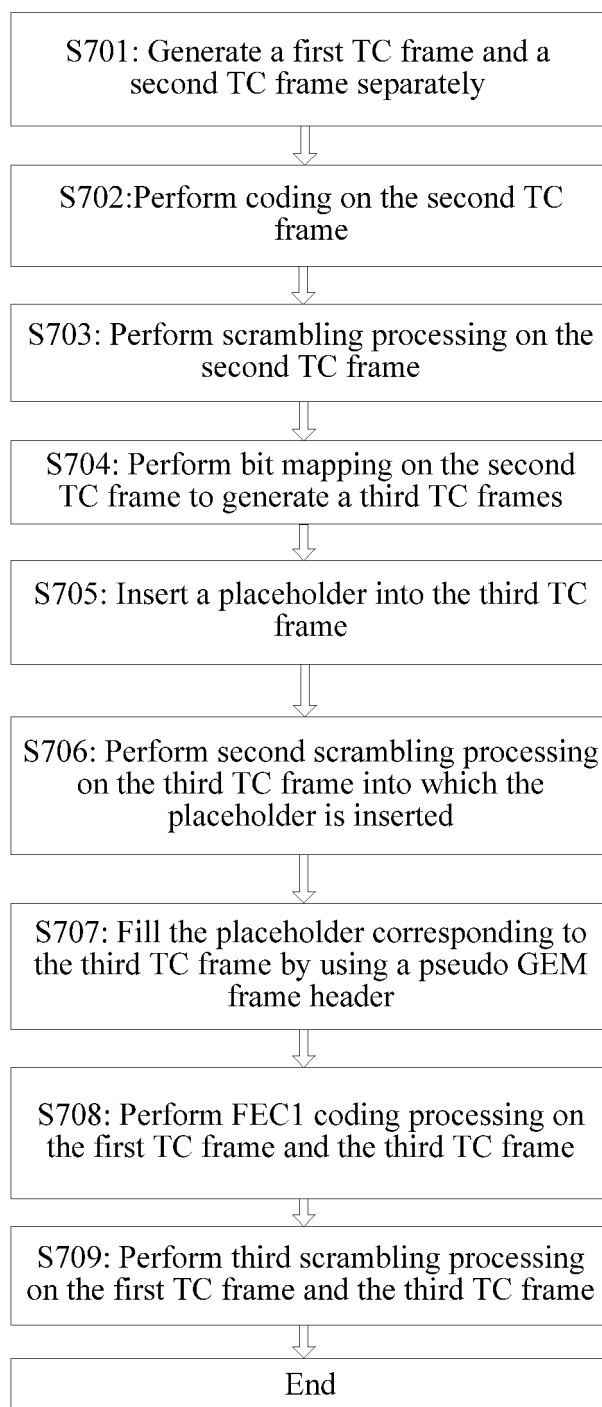 S701: Generate a first TC frame and a
second TC frame separately
S702:Perform coding on the second TC
frame
S703: Perform scrambling processing on the
second TC frame
S704: Perform bit mapping on the second
TC frame to generate a third TC frames
S705: Insert a placeholder into the third TC
frame
S706: Perform second scrambling processing
on the third TC frame into which the
placeholder is inserted
S707: Fill the placeholder corresponding to
the third TC frame by using a pseudo GEM
frame header
S708: Perform FEC1 coding processing on
the first TC frame and the third TC frame
S709: Perform third scrambling processing
on the first TC frame and the third TC frame
End